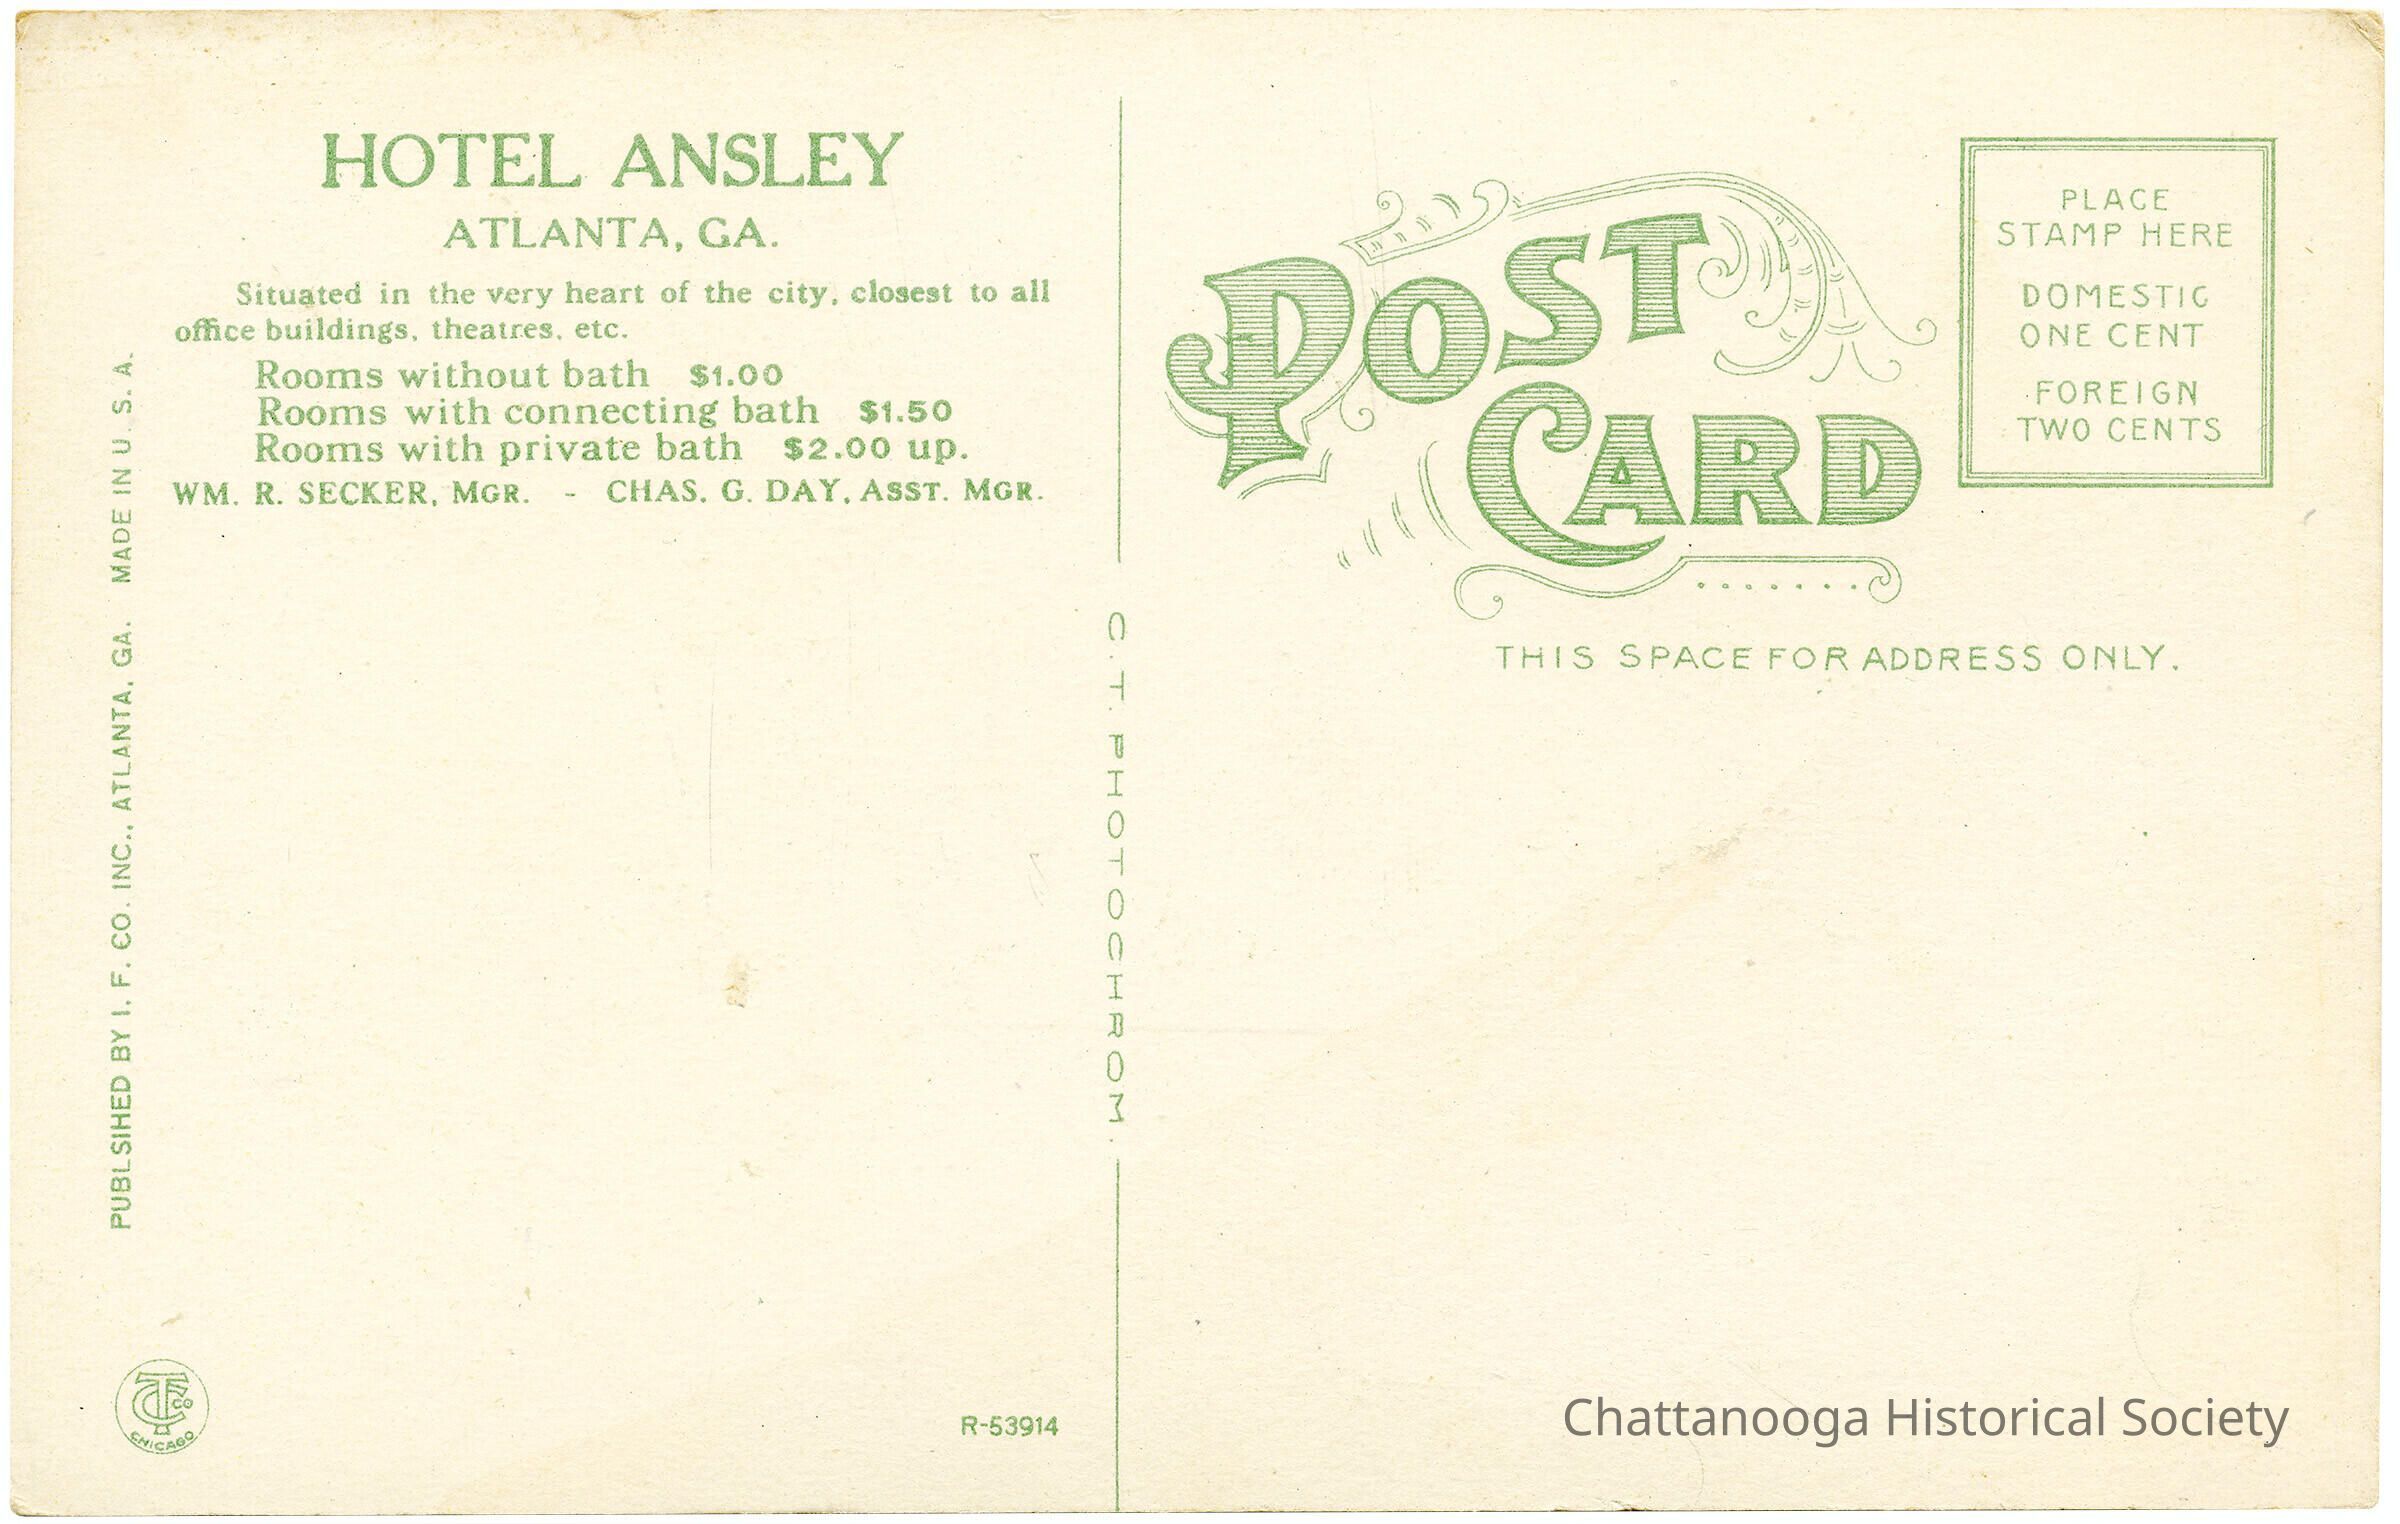 HOTEL ANSLEY
ATLANTA, GA.
Situated in the very heart of the city, closest to all
office buildings, theatres, etc.
Rooms without bath $1.00
Rooms with connecting bath $1.50
Rooms with private bath $2.00 up.
WM. R. SECKER, MGR. - CHAS. G. DAY, ASST. MGR.
PUBLSIHED BY I. F. CO. INC., ATLANTA, GA. MADE IN U. S. A.
CT CO
CHICAGO
R-53914
C. T. PHOTOCHROM.
POST
CARD
PLACE
STAMP HERE
DOMESTIC
ONE CENT
FOREIGN
TWO CENTS
THIS SPACE FOR ADDRESS ONLY.
Chattanooga Historical Society